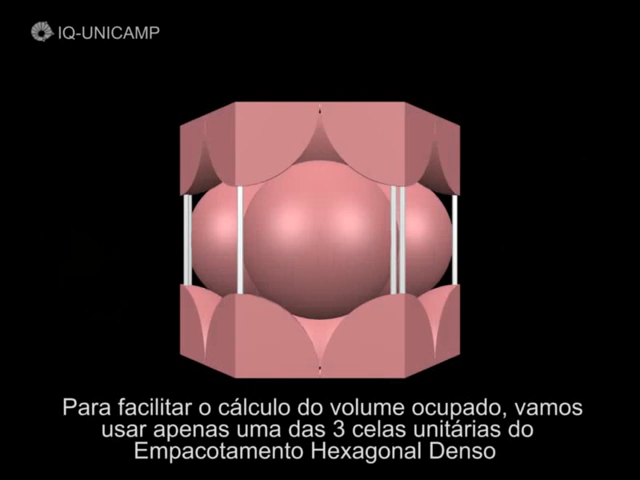 IQ-UNICAMP
Para facilitar o cálculo do volume ocupado, vamos
usar apenas uma das 3 celas unitárias do
Empacotamento Hexagonal Denso